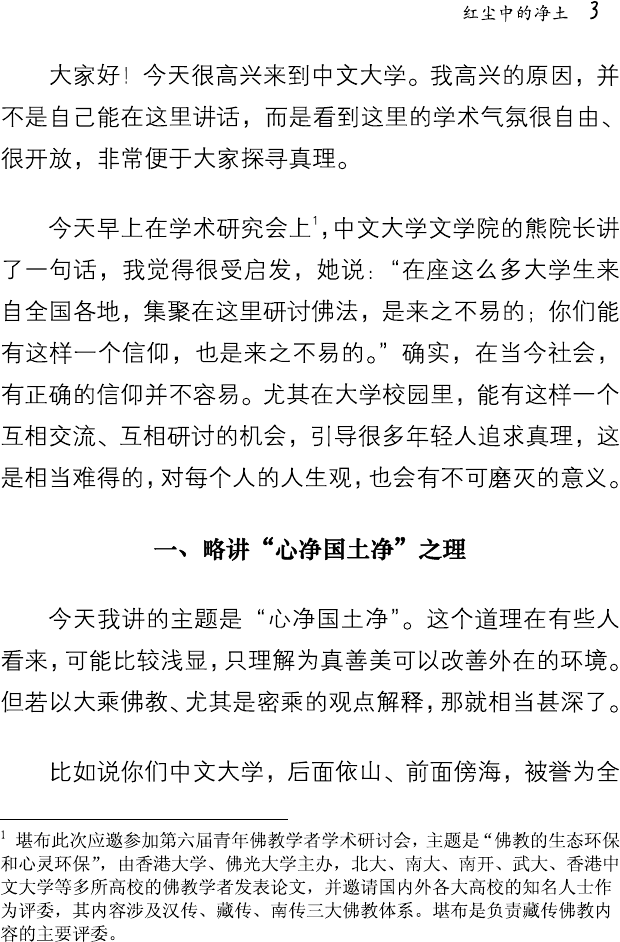 红尘中的净土 3
大家好！今天很高兴来到中文大学。我高兴的原因，并
不是自己能在这里讲话，而是看到这里的学术气氛很自由、
很开放，非常便于大家探寻真理。
今天早上在学术研究会上1，中文大学文学院的熊院长讲
了一句话，我觉得很受启发，她说：“在座这么多大学生来
自全国各地，集聚在这里研讨佛法，是来之不易的；你们能
有这样一个信仰，也是来之不易的。”确实，在当今社会，
有正确的信仰并不容易。尤其在大学校园里，能有这样一个
互相交流、互相研讨的机会，引导很多年轻人追求真理，这
是相当难得的，对每个人的人生观，也会有不可磨灭的意义。
一、略讲“心净国土净”之理
今天我讲的主题是“心净国土净”。这个道理在有些人
看来，可能比较浅显，只理解为真善美可以改善外在的环境。
但若以大乘佛教、尤其是密乘的观点解释，那就相当甚深了。
比如说你们中文大学，后面依山、前面傍海，被誉为全
1 堪布此次应邀参加第六届青年佛教学者学术研讨会，主题是“佛教的生态环保
和心灵环保”，由香港大学、佛光大学主办，北大、南大、南开、武大、香港中
文大学等多所高校的佛教学者发表论文，并邀请国内外各大高校的知名人士作
为评委，其内容涉及汉传、藏传、南传三大佛教体系。堪布是负责藏传佛教内
容的主要评委。